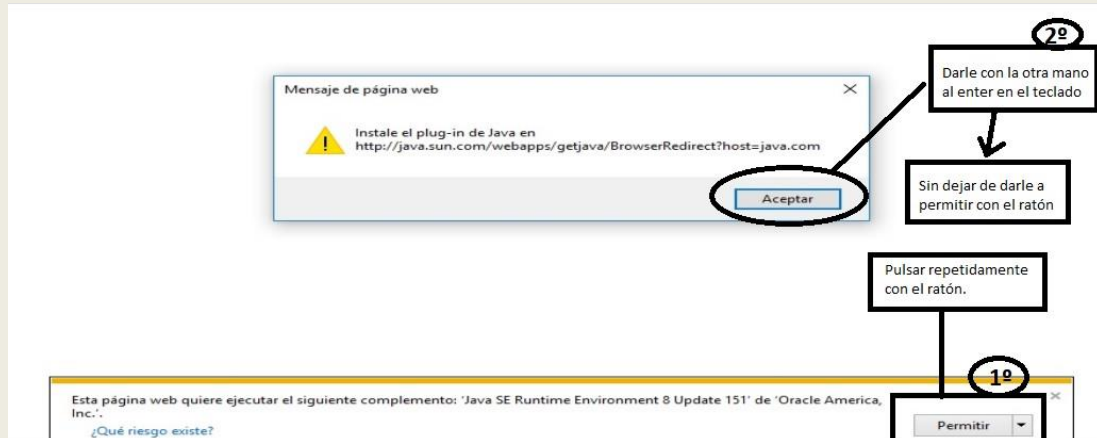 2º
Darle con la otra mano
al enter en el teclado
Mensaje de página web
Instale el plug-in de Java en
http://java.sun.com/webapps/getjava/BrowserRedirect?host=java.com
Aceptar
Sin dejar de darle a
permitir con el ratón
Pulsar repetidamente
con el ratón.
1º
Esta página web quiere ejecutar el siguiente complemento: 'Java SE Runtime Environment 8 Update 151' de 'Oracle America,
Inc.'.
¿Qué riesgo existe?
Permitir